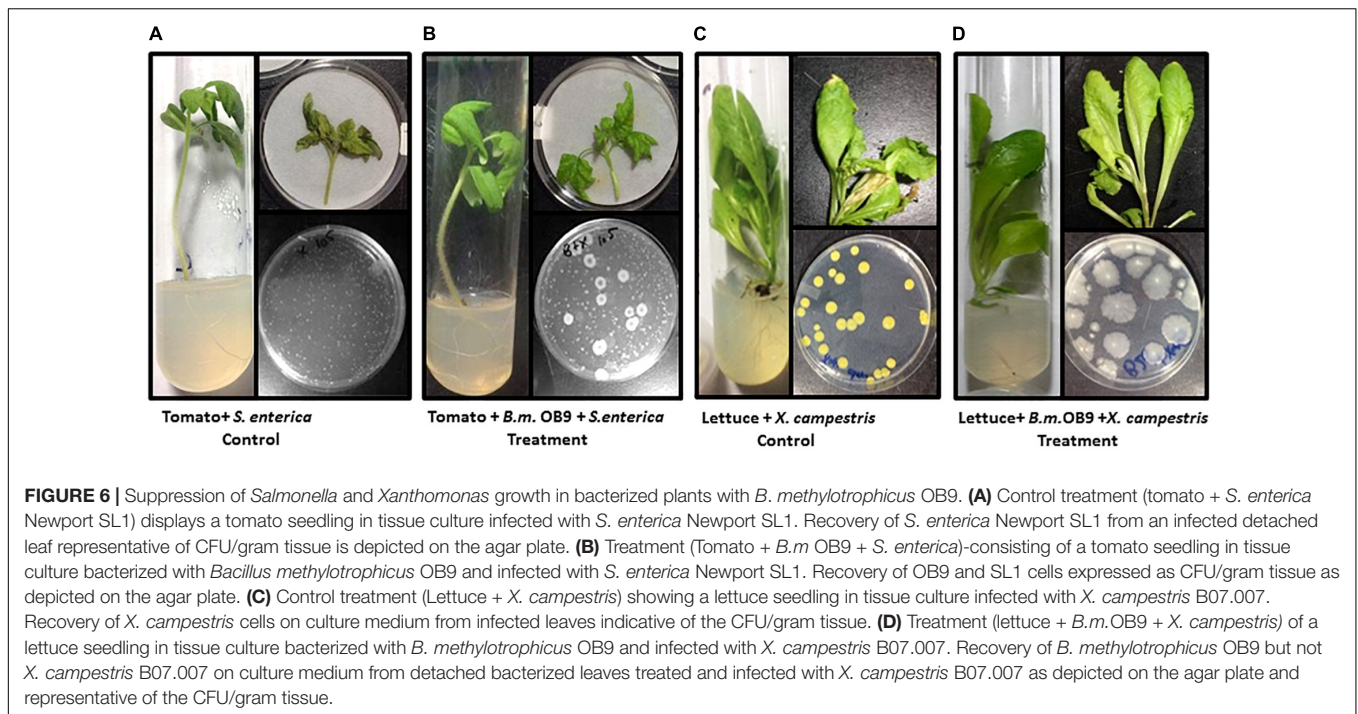 A
B
C
D
X 105
B+X 105
Tomato+ S. enterica
Control
Tomato + B.m. OB9 + S.enterica
Treatment
Lettuce + X. campestris
Control
Lettuce+ B.m.OB9 +X. campestris
Treatment
FIGURE 6 | Suppression of Salmonella and Xanthomonas growth in bacterized plants with B. methylotrophicus OB9. (A) Control treatment (tomato + S. enterica
Newport SL1) displays a tomato seedling in tissue culture infected with S. enterica Newport SL1. Recovery of S. enterica Newport SL1 from an infected detached
leaf representative of CFU/gram tissue is depicted on the agar plate. (B) Treatment (Tomato + B.m OB9 + S. enterica)-consisting of a tomato seedling in tissue
culture bacterized with Bacillus methylotrophicus OB9 and infected with S. enterica Newport SL1. Recovery of OB9 and SL1 cells expressed as CFU/gram tissue as
depicted on the agar plate. (C) Control treatment (Lettuce + X. campestris) showing a lettuce seedling in tissue culture infected with X. campestris B07.007.
Recovery of X. campestris cells on culture medium from infected leaves indicative of the CFU/gram tissue. (D) Treatment (lettuce + B.m.OB9 + X. campestris) of a
lettuce seedling in tissue culture bacterized with B. methylotrophicus OB9 and infected with X. campestris B07.007. Recovery of B. methylotrophicus OB9 but not
X. campestris B07.007 on culture medium from detached bacterized leaves treated and infected with X. campestris B07.007 as depicted on the agar plate and
representative of the CFU/gram tissue.